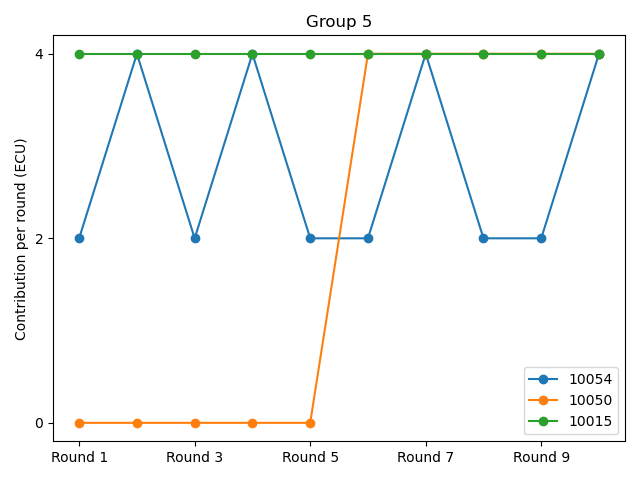 Group 5
Contribution per round (ECU)
4
2
0
Round 1
Round 3
Round 5
Round 7
Round 9
10054
10050
10015